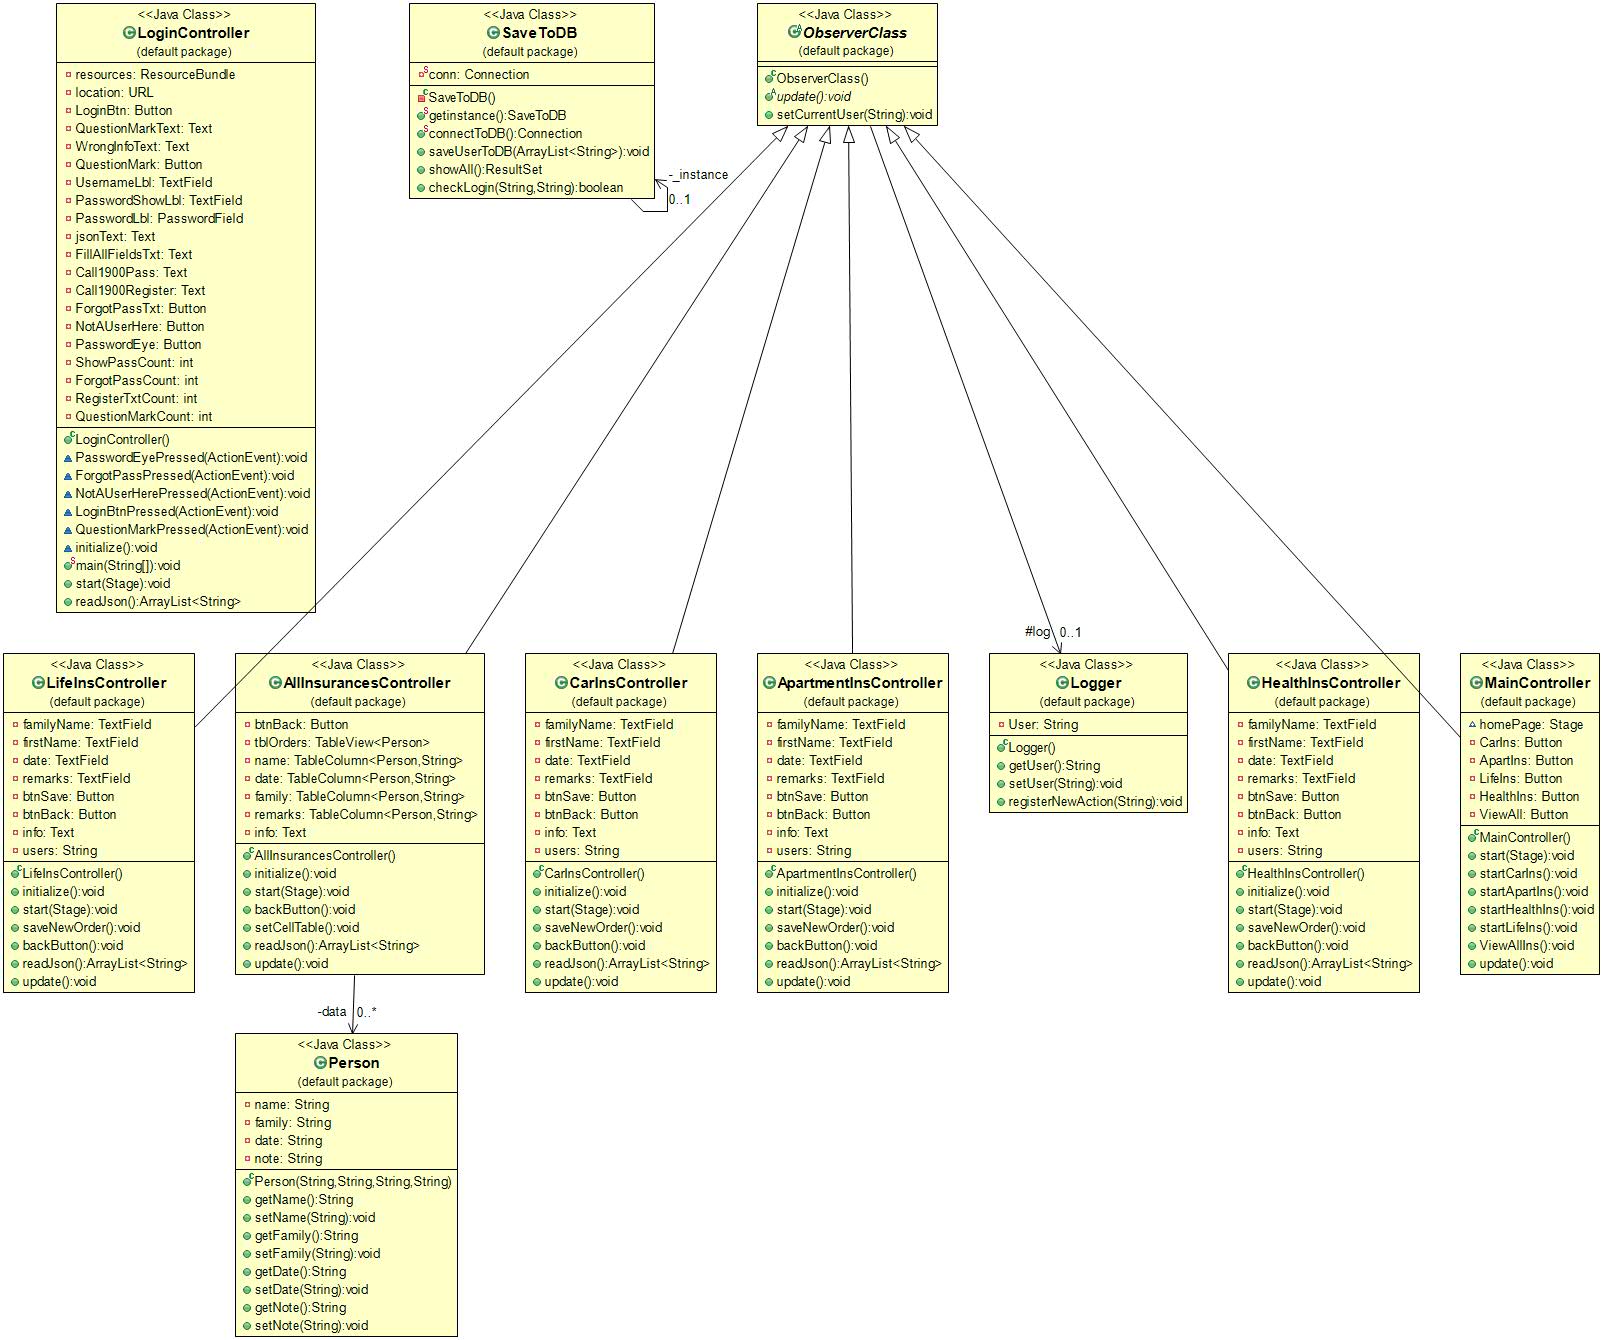 <<Java Class>>
LoginController
(default package)
resources: ResourceBundle
location: URL
LoginBtn: Button
QuestionMarkText: Text
WrongInfoText: Text
QuestionMark: Button
UsernameLbl: TextField
PasswordShowLbl: TextField
PasswordLbl: PasswordField
jsonText: Text
FillAllFieldsTxt: Text
Call1900Pass: Text
Call1900Register: Text
ForgotPassTxt: Button
NotAUserHere: Button
PasswordEye: Button
ShowPassCount: int
ForgotPassCount: int
RegisterTxtCount: int
QuestionMarkCount: int
LoginController()
PasswordEyePressed(ActionEvent):void
ForgotPassPressed(ActionEvent):void
NotAUserHerePressed(ActionEvent):void
LoginBtnPressed(ActionEvent):void
QuestionMarkPressed(ActionEvent):void
initialize():void
main(String[]):void
start(Stage):void
readJson():ArrayList<String>
<<Java Class>>
SaveToDB
(default package)
conn: Connection
SaveToDB()
getinstance():SaveToDB
connectToDB():Connection
saveUserToDB(ArrayList<String>):void
showAll():ResultSet
checkLogin(String,String):boolean
-_instance
0..1
<<Java Class>>
ObserverClass
(default package)
ObserverClass()
update():void
setCurrentUser(String):void
#log 0..1
<<Java Class>>
LifeInsController
(default package)
familyName: TextField
firstName: TextField
date: TextField
remarks: TextField
btnSave: Button
btnBack: Button
info: Text
users: String
LifeInsController()
initialize():void
start(Stage):void
saveNewOrder():void
backButton():void
readJson():ArrayList<String>
update():void
<<Java Class>>
AllInsurancesController
(default package)
btnBack: Button
tblOrders: TableView<Person>
name: TableColumn<Person,String>
date: TableColumn<Person,String>
family: TableColumn<Person,String>
remarks: TableColumn<Person,String>
info: Text
AllInsurancesController()
initialize():void
start(Stage):void
backButton():void
setCellTable():void
readJson():ArrayList<String>
update():void
<<Java Class>>
CarInsController
(default package)
familyName: TextField
firstName: TextField
date: TextField
remarks: TextField
btnSave: Button
btnBack: Button
info: Text
users: String
CarInsController()
initialize():void
start(Stage):void
saveNewOrder():void
backButton():void
readJson():ArrayList<String>
update():void
<<Java Class>>
ApartmentInsController
(default package)
familyName: TextField
firstName: TextField
date: TextField
remarks: TextField
btnSave: Button
btnBack: Button
info: Text
users: String
ApartmentInsController()
initialize():void
start(Stage):void
saveNewOrder():void
backButton():void
readJson():ArrayList<String>
update():void
<<Java Class>>
Logger
(default package)
User: String
Logger()
getUser():String
setUser(String):void
registerNewAction(String):void
<<Java Class>>
HealthInsController
(default package)
familyName: TextField
firstName: TextField
date: TextField
remarks: TextField
btnSave: Button
btnBack: Button
info: Text
users: String
HealthInsController()
initialize():void
start(Stage):void
saveNewOrder():void
backButton():void
readJson():ArrayList<String>
update():void
<<Java Class>>
MainController
(default package)
homePage: Stage
CarIns: Button
ApartIns: Button
LifeIns: Button
HealthIns: Button
ViewAll: Button
MainController()
start(Stage):void
startCarIns():void
startApartIns():void
startHealthIns():void
startLifeIns():void
ViewAllIns():void
update():void
-data 0..*
<<Java Class>>
Person
(default package)
name: String
family: String
date: String
note: String
Person(String,String,String,String)
getName():String
setName(String):void
getFamily():String
setFamily(String):void
getDate():String
setDate(String):void
getNote():String
setNote(String):void